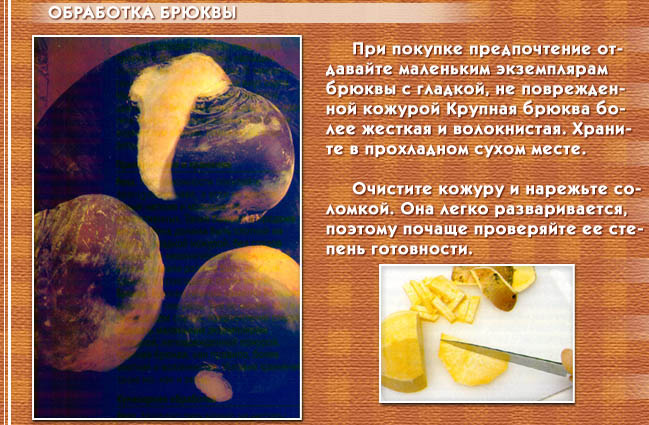 ОБРАБОТКА БРЮКВЫ
При покупке предпочтение от-
давайте маленьким экземплярам
брюквы с гладкой, не поврежден-
ной кожурой Крупная брюква бо-
лее жесткая и волокнистая. Храни-
те в прохладном сухом месте.
Очистите кожуру и нарежьте со-
ломкой. Она легко разваривается,
поэтому почаще проверяйте ее сте-
пень готовности.